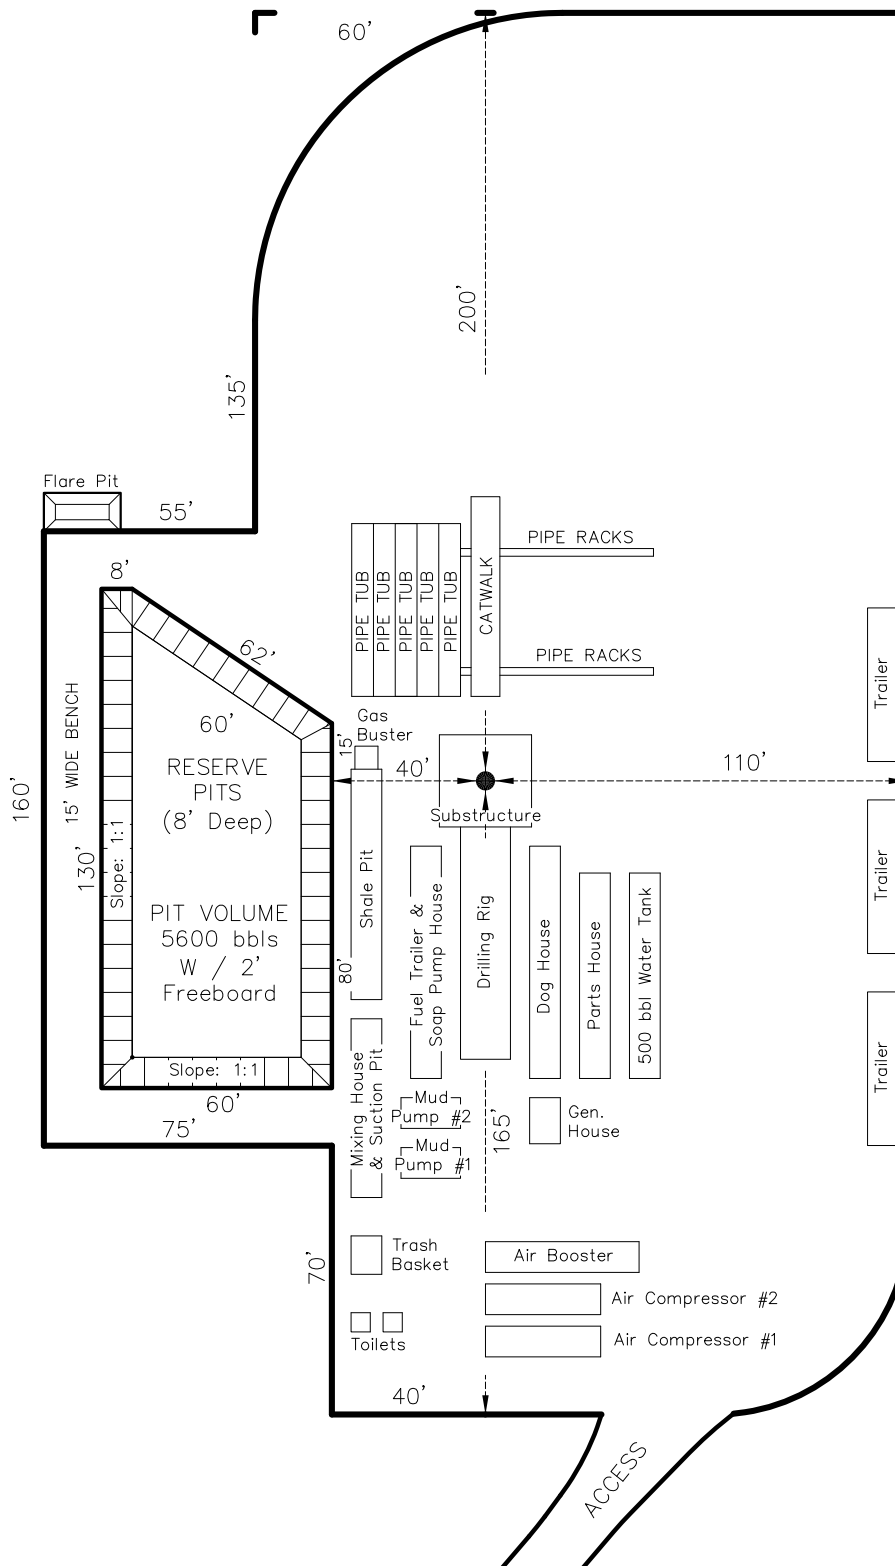 60'
200'
135'
Flare Pit
55'
PIPE RACKS
8'
PIPE TUB
PIPE TUB
PIPE TUB
PIPE TUB
PIPE TUB
CATWALK
62'
PIPE RACKS
Trailer
60'
Gas
Buster
15'
15' WIDE BENCH
160'
RESERVE
PITS
(8' Deep)
40'
110'
Substructure
130'
Slope: 1:1
Shale Pit
Fuel Trailer &
Soap Pump House
Drilling Rig
Dog House
Parts House
500 bbl Water Tank
Trailer
PIT VOLUME
5600 bbls
W / 2'
Freeboard
80'
Trailer
Slope: 1:1
60'
75'
Mixing House
& Suction Pit
Mud
Pump #2
Mud
Pump #1
165'
Gen.
House
70'
Trash
Basket
Air Booster
Air Compressor #2
Toilets
Air Compressor #1
40'
ACCESS